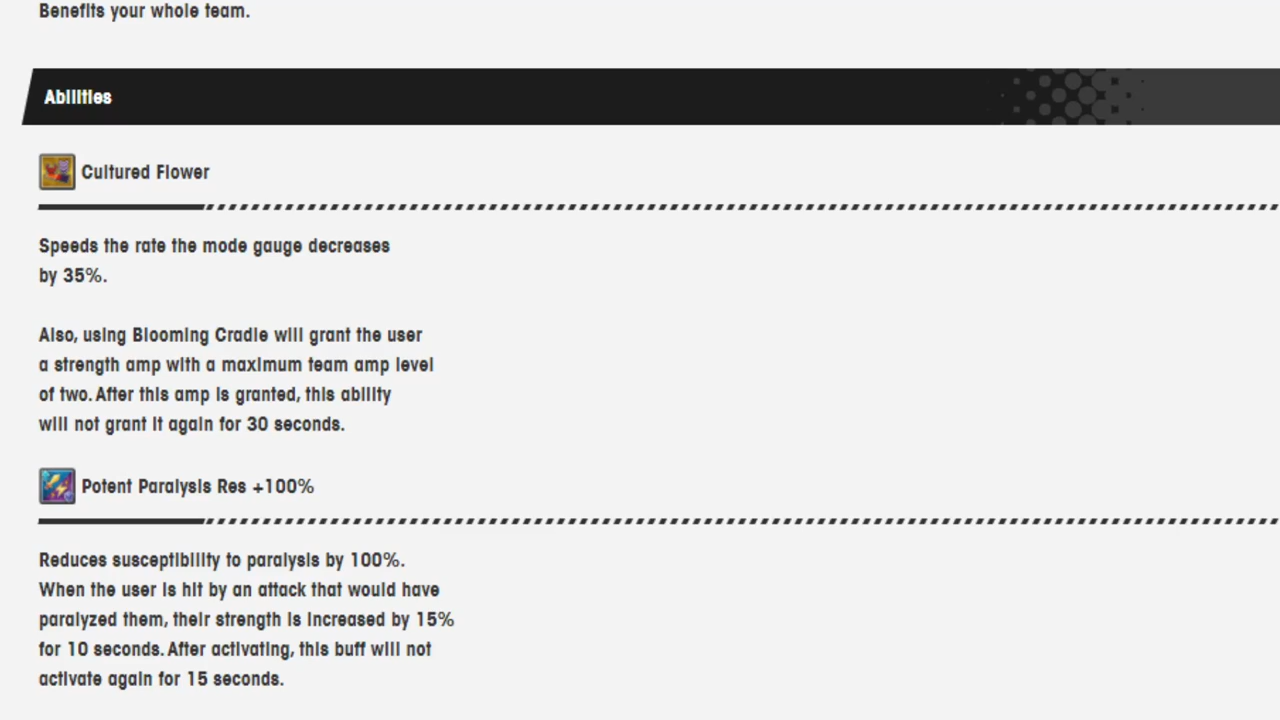 Benefits your whole team.
Abilities
Cultured Flower
Speeds the rate the mode gauge decreases
by 35%.
Also, using Blooming Cradle will grant the user
a strength amp with a maximum team amp level
of two. After this amp is granted, this ability
will not grant it again for 30 seconds.
Potent Paralysis Res +100%
Reduces susceptibility to paralysis by 100%.
When the user is hit by an attack that would have
paralyzed them, their strength is increased by 15%
for 10 seconds. After activating, this buff will not
activate again for 15 seconds.